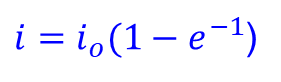 i = i_o(1 − e^{−1})